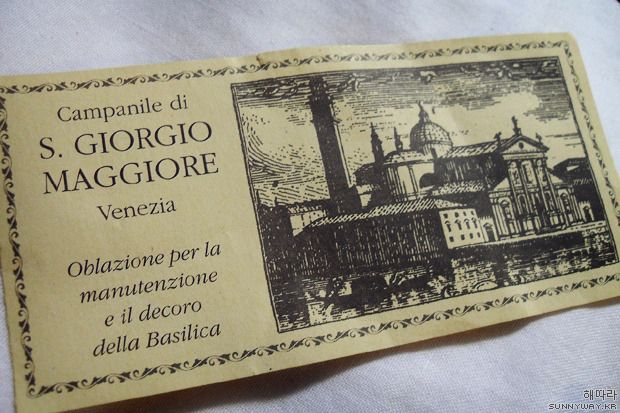 Campanile di
S. GIORGIO
MAGGIORE
Venezia
Oblazione per la
manutenzione
e il decoro
della Basilica
해따라
SUNNYWAY.KR